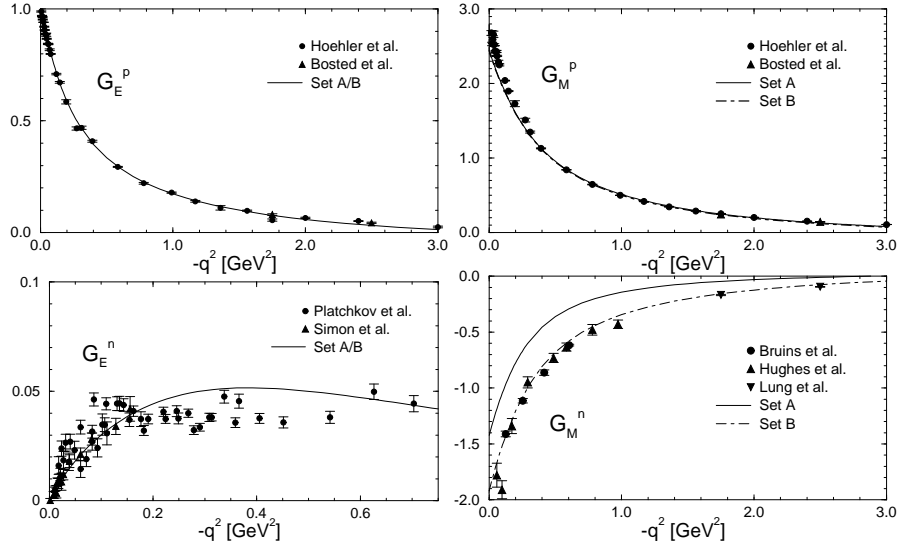 1.0
0.5
0.0
0.0 1.0 2.0 3.0
-q² [GeV²]
G_E^p
Hoehler et al.
Bosted et al.
Set A/B
3.0
2.0
1.0
0.0
0.0 1.0 2.0 3.0
-q² [GeV²]
G_M^p
Hoehler et al.
Bosted et al.
Set A
Set B
0.1
0.05
0
0.0 0.2 0.4 0.6
-q² [GeV²]
G_E^n
Platchkov et al.
Simon et al.
Set A/B
-0.0
-0.5
-1.0
-1.5
-2.0
0.0 1.0 2.0 3.0
-q² [GeV²]
G_M^n
Bruins et al.
Hughes et al.
Lung et al.
Set A
Set B